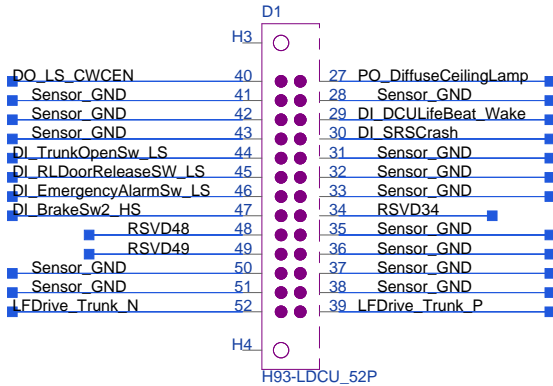 D1
H3
DO_LS_CWCEN 40 27 PO_DiffuseCeilingLamp
Sensor_GND 41 28 Sensor_GND
Sensor_GND 42 29 DI_DCULifeBeat_Wake
Sensor_GND 43 30 DI_SRSCrash
DI_TrunkOpenSw_LS 44 31 Sensor_GND
DI_RLDoorReleaseSW_LS 45 32 Sensor_GND
DI_EmergencyAlarmSw_LS 46 33 Sensor_GND
DI_BrakeSw2_HS 47 34 RSVD34
RSVD48 48 35 Sensor_GND
RSVD49 49 36 Sensor_GND
Sensor_GND 50 37 Sensor_GND
Sensor_GND 51 38 Sensor_GND
LFDrive_Trunk_N 52 39 LFDrive_Trunk_P
H4
H93-LDCU_52P